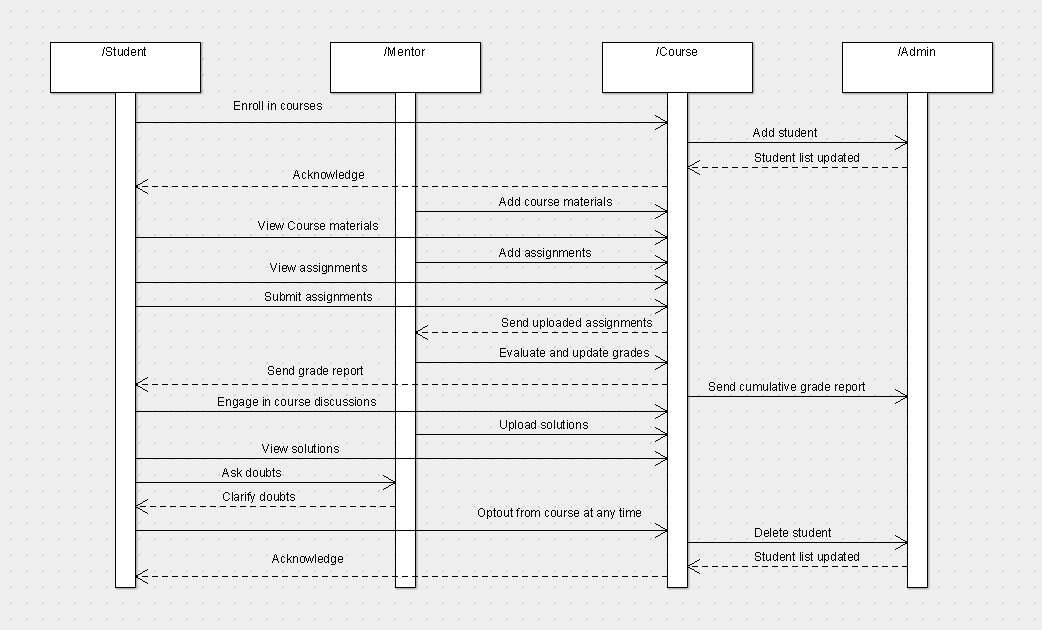 /Student
/Mentor
/Course
/Admin
Enroll in courses
Add student
Student list updated
Acknowledge
Add course materials
View Course materials
Add assignments
View assignments
Submit assignments
Send uploaded assignments
Evaluate and update grades
Send grade report
Send cumulative grade report
Engage in course discussions
Upload solutions
View solutions
Ask doubts
Clarify doubts
Optout from course at any time
Delete student
Student list updated
Acknowledge